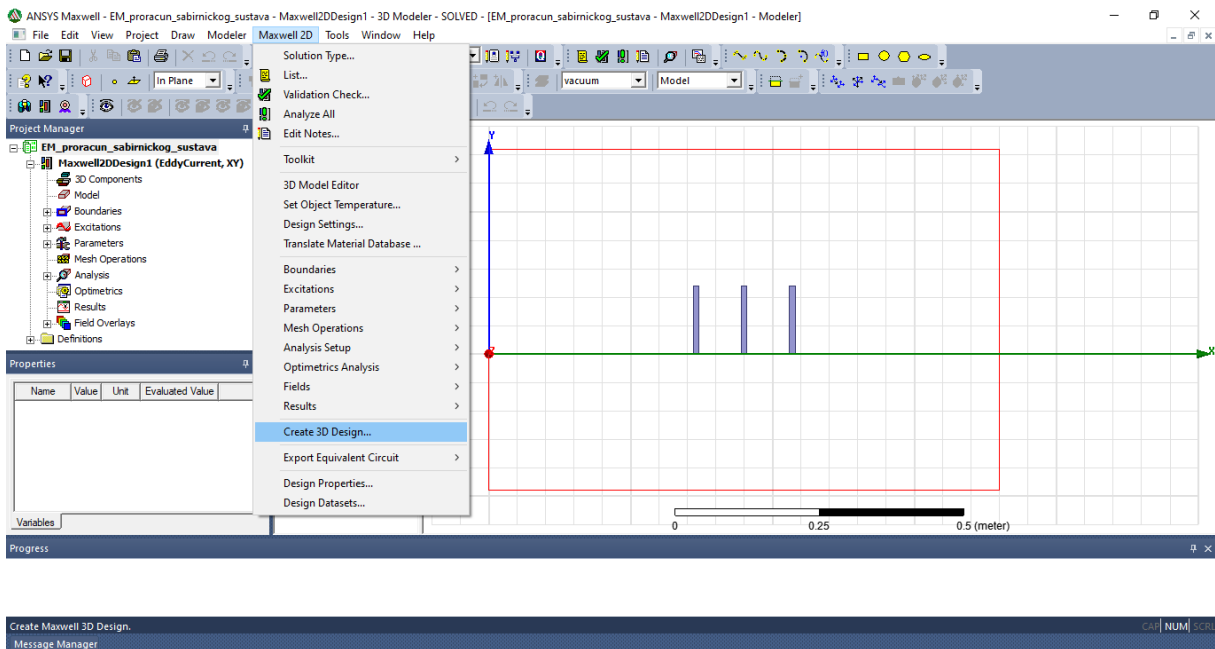 ANSYS Maxwell - EM_proracun_sabirnickog_sustava - Maxwell2DDesign1 - 3D Modeler - SOLVED - [EM_proracun_sabirnickog_sustava - Maxwell2DDesign1 - Modeler]
File Edit View Project Draw Modeler Maxwell 2D Tools Window Help
In Plane
vacuum
Model
Project Manager
EM_proracun_sabirnickog_sustava
Maxwell2DDesign1 (EddyCurrent, XY)
3D Components
Model
Boundaries
Excitations
Parameters
Mesh Operations
Analysis
Optimetrics
Results
Field Overlays
Definitions
Properties
Name Value Unit Evaluated Value
Variables
Solution Type...
List...
Validation Check...
Analyze All
Edit Notes...
Toolkit
3D Model Editor
Set Object Temperature...
Design Settings...
Translate Material Database ...
Boundaries
Excitations
Parameters
Mesh Operations
Analysis Setup
Optimetrics Analysis
Fields
Results
Create 3D Design...
Export Equivalent Circuit
Design Properties...
Design Datasets...
Y
X
0 0.25 0.5 (meter)
Progress
Create Maxwell 3D Design.
CAP NUM SCRL
Message Manager